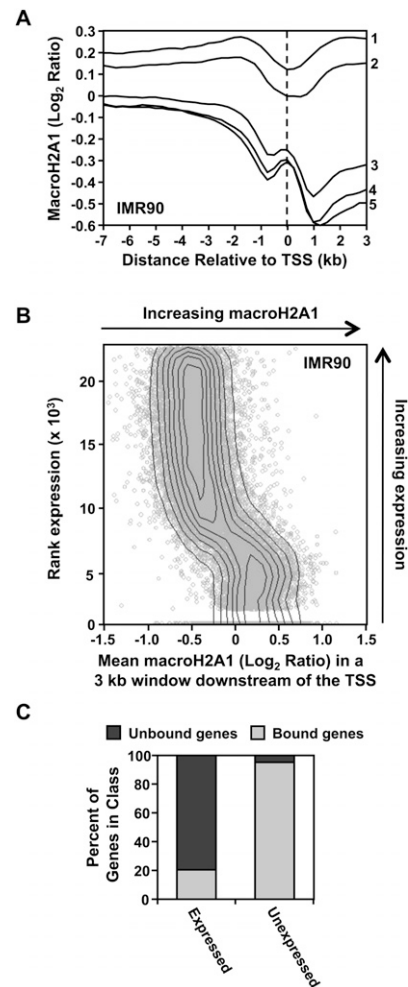 A
MacroH2A1 (Log2 Ratio)
0.3
0.2
0.1
0
-0.1
-0.2
-0.3
-0.4
-0.5
-0.6
1
2
3
4
5
IMR90
-7 -6 -5 -4 -3 -2 -1 0 1 2 3
Distance Relative to TSS (kb)
B
Increasing macroH2A1
IMR90
Rank expression (x 10³)
20
15
10
5
0
Increasing expression
-1.5 -1.0 -0.5 0 0.5 1.0 1.5
Mean macroH2A1 (Log2 Ratio) in a
3 kb window downstream of the TSS
C
Unbound genes Bound genes
Percent of
Genes in Class
100
80
60
40
20
0
Expressed
Unexpressed